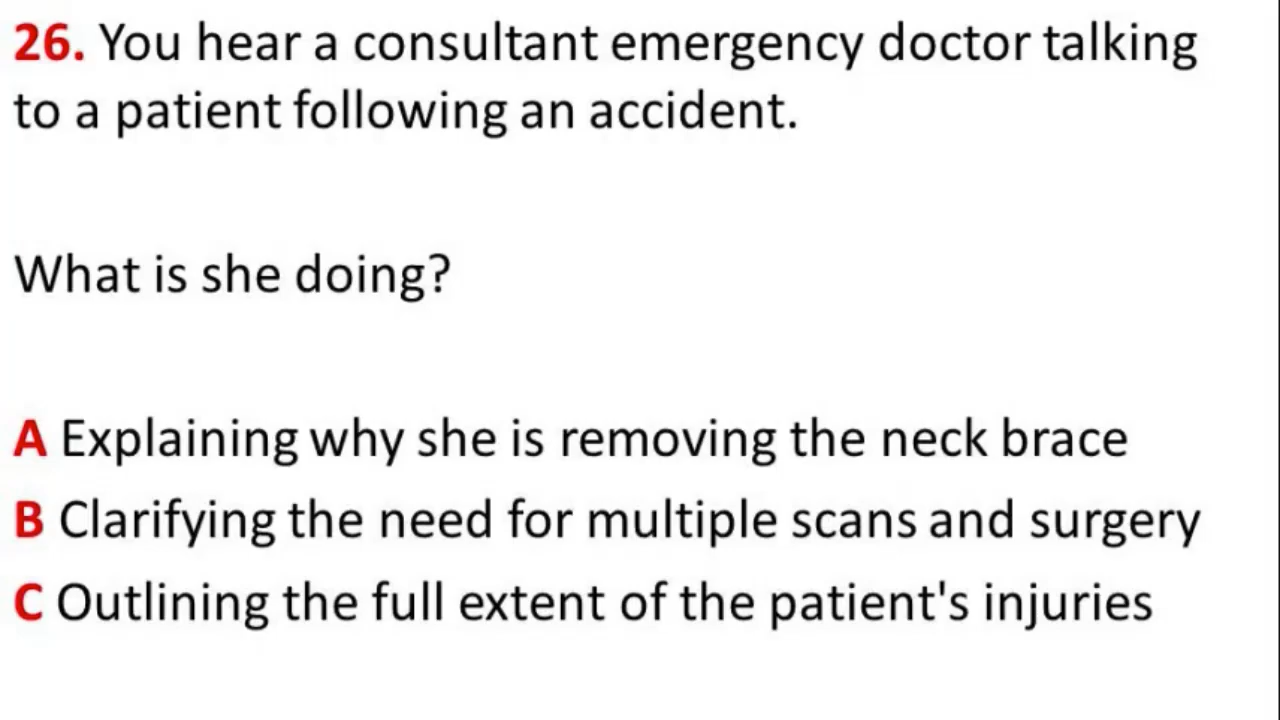 26. You hear a consultant emergency doctor talking
to a patient following an accident.
What is she doing?
A Explaining why she is removing the neck brace
B Clarifying the need for multiple scans and surgery
C Outlining the full extent of the patient's injuries